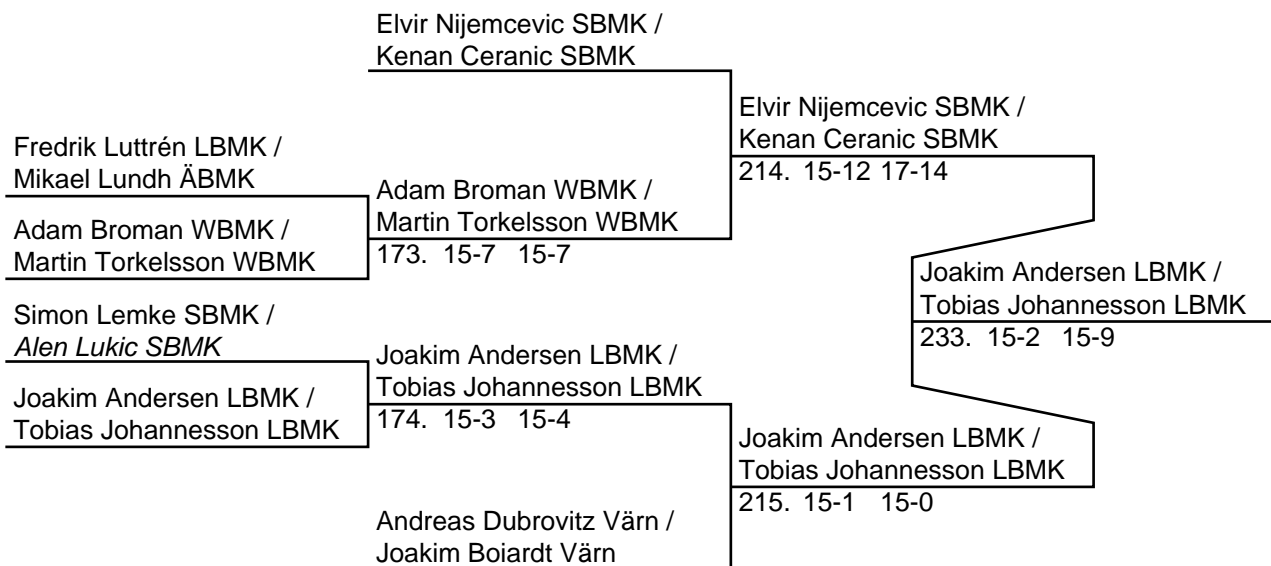 Elvir Nijemcevic SBMK /
Kenan Ceranic SBMK
Elvir Nijemcevic SBMK /
Kenan Ceranic SBMK
214. 15-12 17-14
Fredrik Luttrén LBMK /
Mikael Lundh ÄBMK
Adam Broman WBMK /
Martin Torkelsson WBMK
173. 15-7 15-7
Adam Broman WBMK /
Martin Torkelsson WBMK
Joakim Andersen LBMK /
Tobias Johannesson LBMK
233. 15-2 15-9
Simon Lemke SBMK /
Alen Lukic SBMK
Joakim Andersen LBMK /
Tobias Johannesson LBMK
174. 15-3 15-4
Joakim Andersen LBMK /
Tobias Johannesson LBMK
Joakim Andersen LBMK /
Tobias Johannesson LBMK
215. 15-1 15-0
Andreas Dubrovitz Värn /
Joakim Boiardt Värn